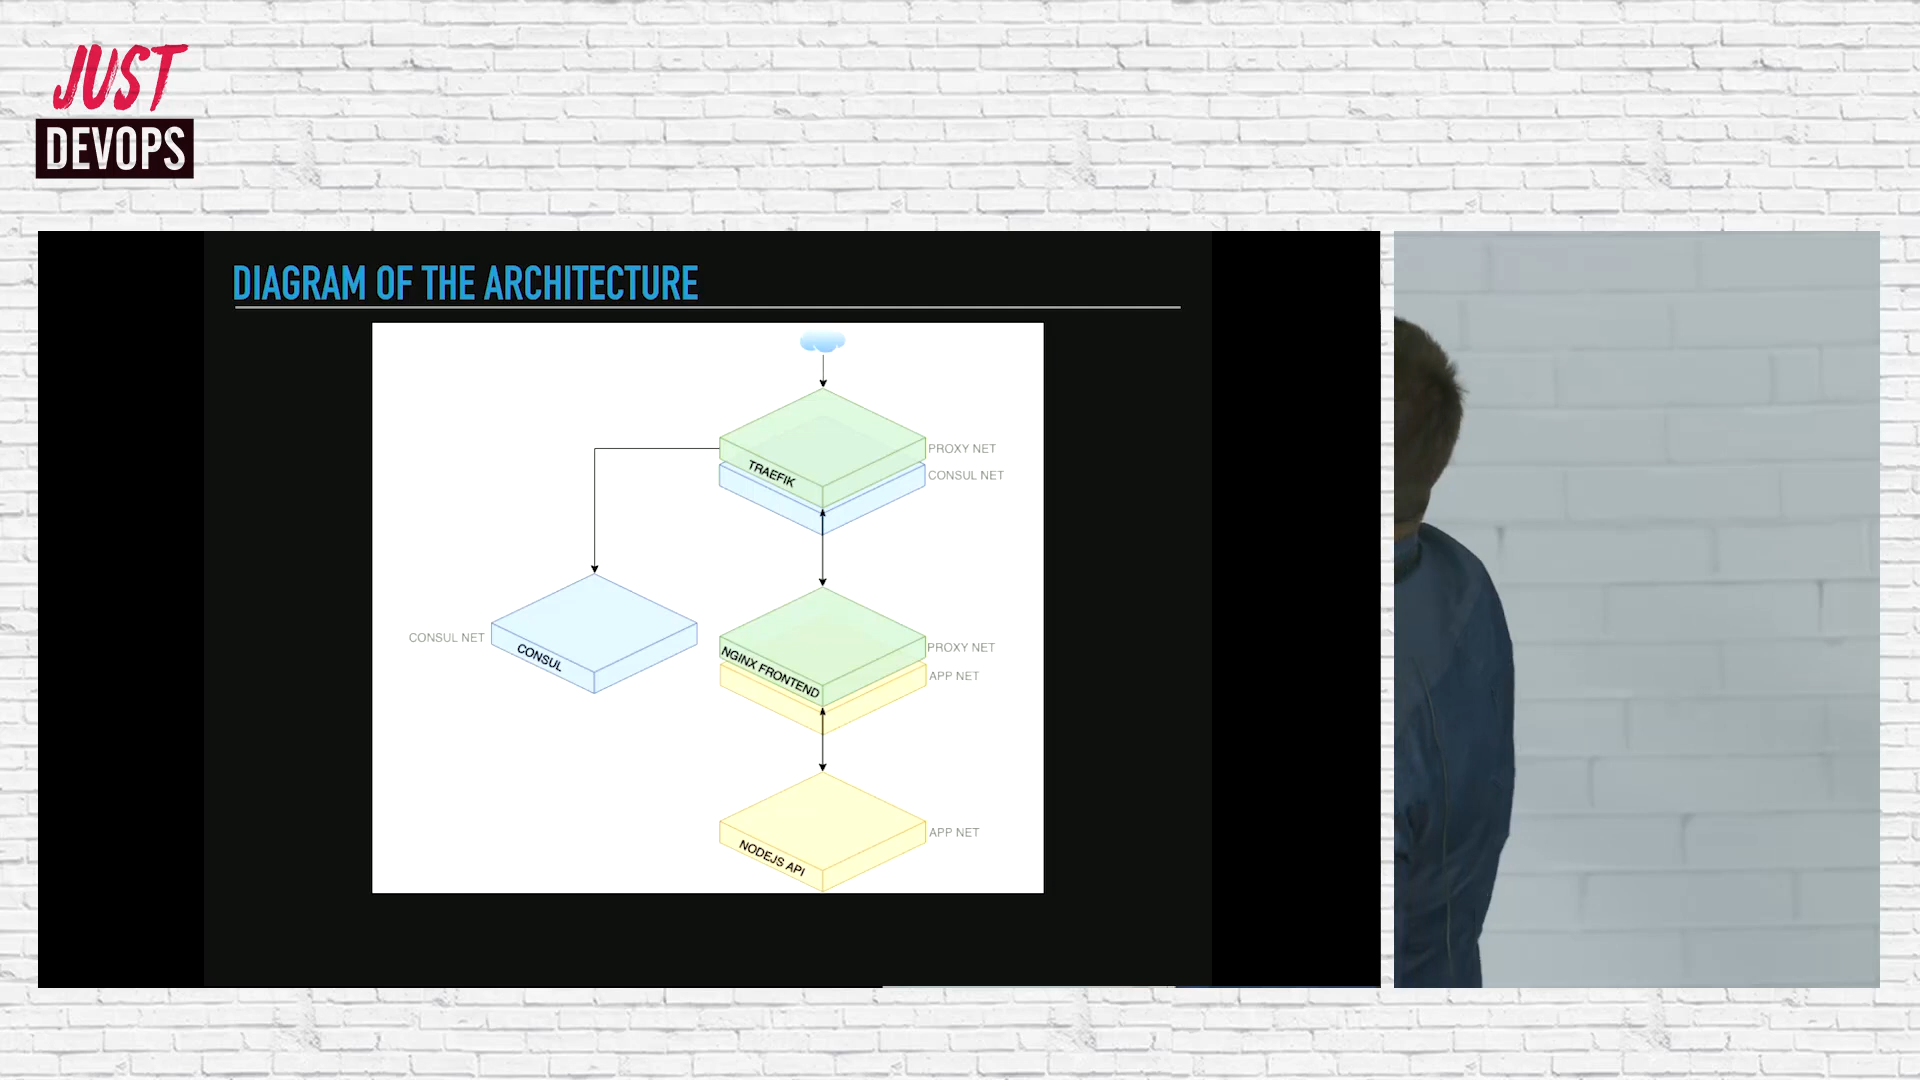 JUST
DEVOPS
DIAGRAM OF THE ARCHITECTURE
PROXY NET
TRAEFIK
CONSUL NET
CONSUL NET
CONSUL
PROXY NET
NGINX FRONTEND
APP NET
APP NET
NODEJS API